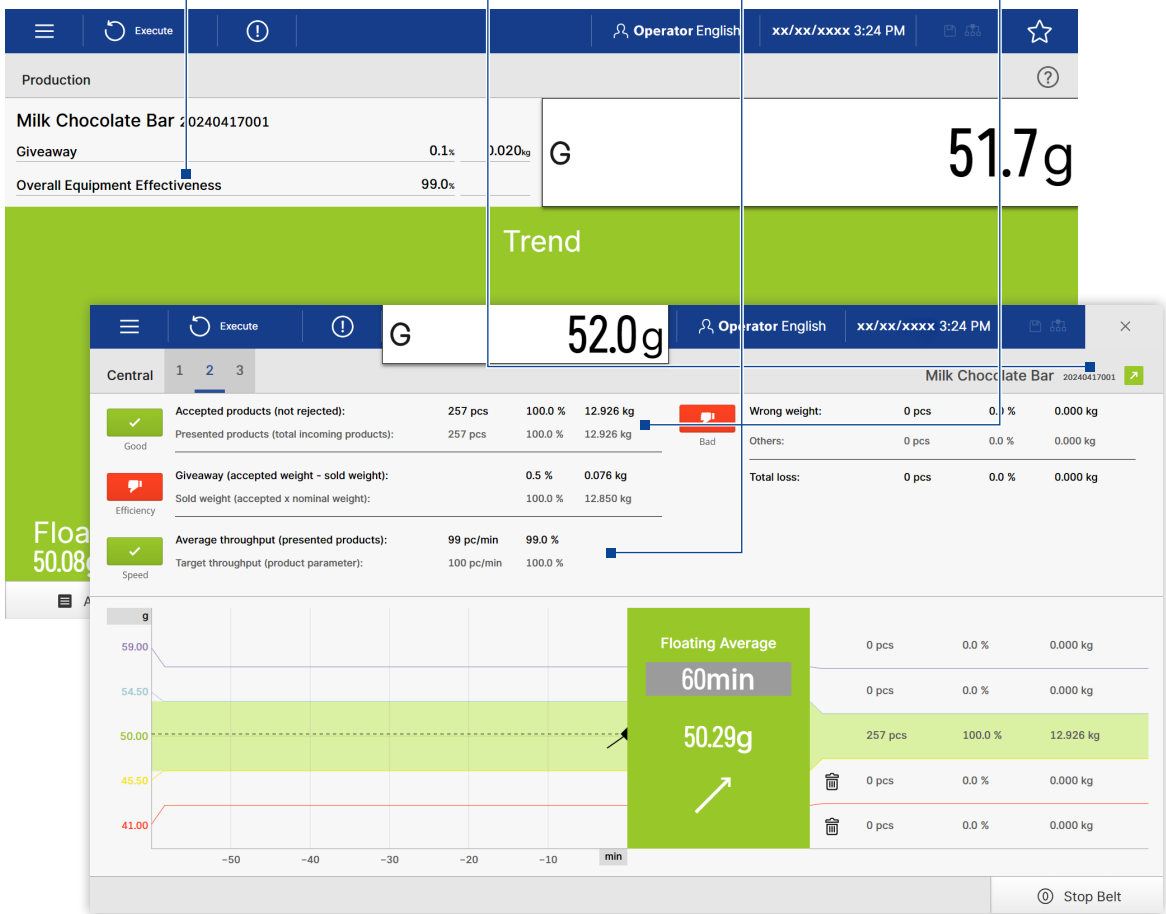 Execute
Operator English
xx/xx/xxxx 3:24 PM
Production
Milk Chocolate Bar 20240417001
Giveaway 0.1% 0.020kg
Overall Equipment Effectiveness 99.0%
G 51.7g
Trend
Floa
50.08g
A
Execute
G 52.0g
Operator English
xx/xx/xxxx 3:24 PM
Central 1 2 3
Milk Chocolate Bar 20240417001
Good
Accepted products (not rejected): 257 pcs 100.0 % 12.926 kg
Presented products (total incoming products): 257 pcs 100.0 % 12.926 kg
Bad
Wrong weight: 0 pcs 0.0 % 0.000 kg
Others: 0 pcs 0.0 % 0.000 kg
Total loss: 0 pcs 0.0 % 0.000 kg
Efficiency
Giveaway (accepted weight - sold weight): 0.5 % 0.076 kg
Sold weight (accepted x nominal weight): 100.0 % 12.850 kg
Speed
Average throughput (presented products): 99 pc/min 99.0 %
Target throughput (product parameter): 100 pc/min 100.0 %
g
59.00
54.50
50.00
45.50
41.00
-50 -40 -30 -20 -10 min
Floating Average
60min
50.29g
0 pcs 0.0 % 0.000 kg
0 pcs 0.0 % 0.000 kg
257 pcs 100.0 % 12.926 kg
0 pcs 0.0 % 0.000 kg
0 pcs 0.0 % 0.000 kg
Stop Belt